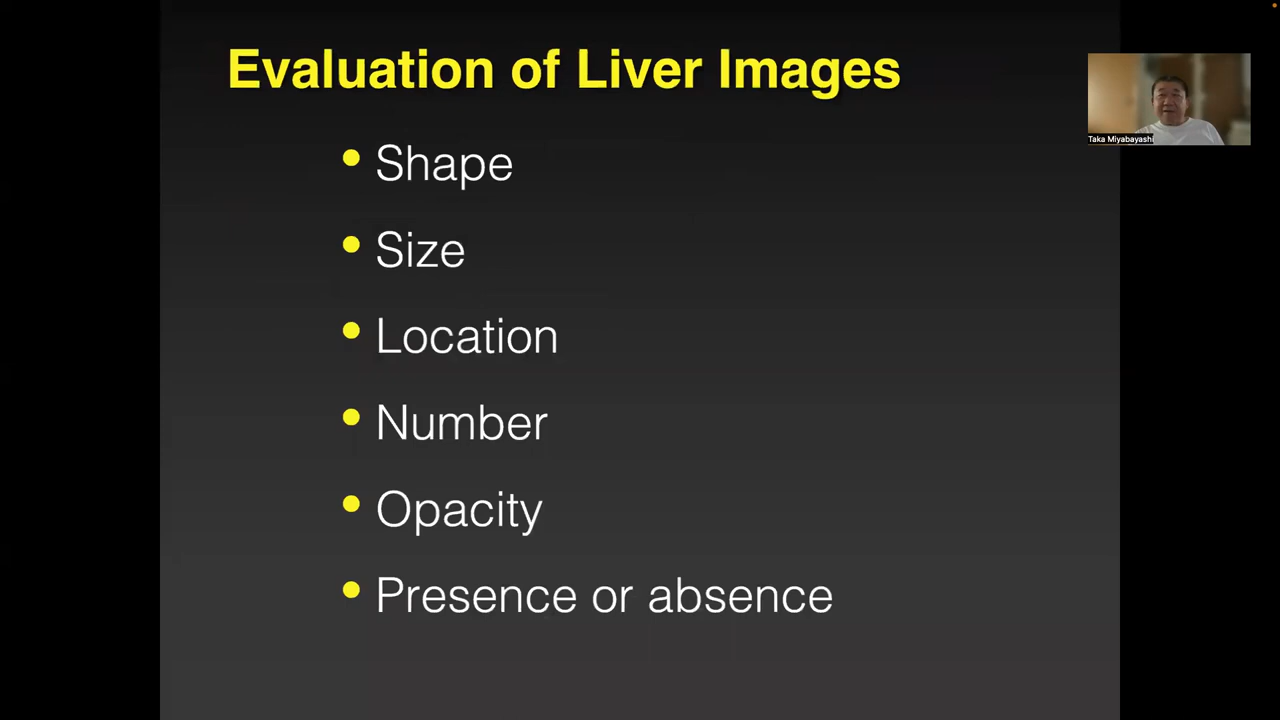 Evaluation of Liver Images
• Shape
• Size
• Location
• Number
• Opacity
• Presence or absence
Taka Miyabayashi